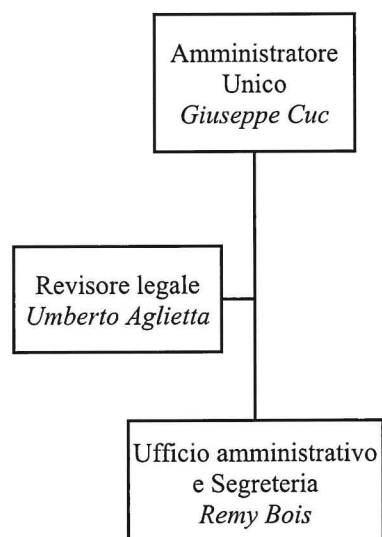 Amministratore
Unico
Giuseppe Cuc
Revisore legale
Umberto Aglietta
Ufficio amministrativo
e Segreteria
Remy Bois